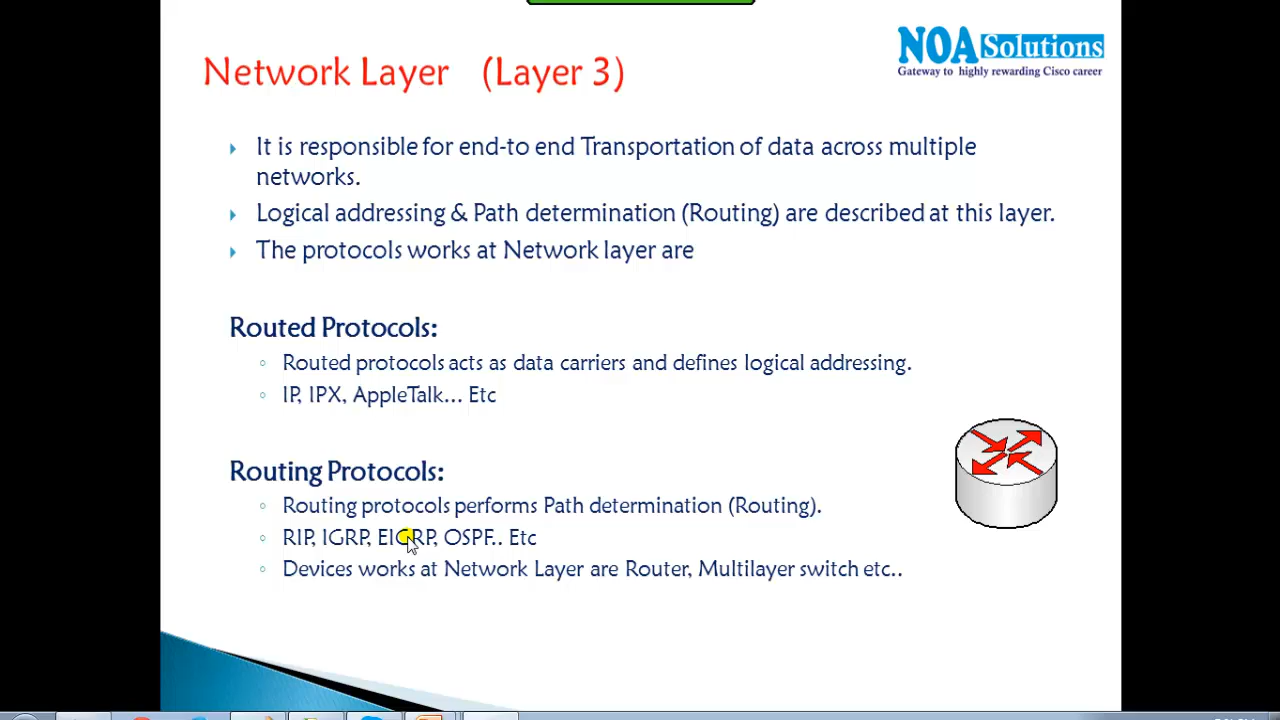 NOA Solutions
Gateway to highly rewarding Cisco career
Network Layer (Layer 3)
It is responsible for end-to end Transportation of data across multiple
networks.
Logical addressing & Path determination (Routing) are described at this layer.
The protocols works at Network layer are
Routed Protocols:
Routed protocols acts as data carriers and defines logical addressing.
IP, IPX, AppleTalk... Etc
Routing Protocols:
Routing protocols performs Path determination (Routing).
RIP, IGRP, EIGRP, OSPF.. Etc
Devices works at Network Layer are Router, Multilayer switch etc..